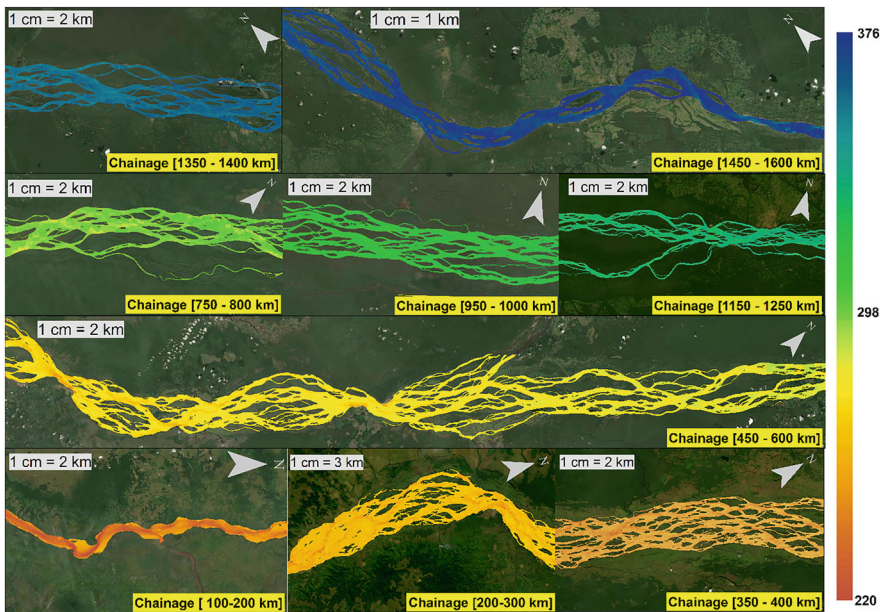 1 cm = 2 km
N
Chainage [1350 - 1400 km]
1 cm = 1 km
N
Chainage [1450 - 1600 km]
376
1 cm = 2 km
N
Chainage [750 - 800 km]
1 cm = 2 km
N
Chainage [950 - 1000 km]
1 cm = 2 km
N
Chainage [1150 - 1250 km]
298
1 cm = 2 km
N
Chainage [450 - 600 km]
1 cm = 2 km
N
Chainage [ 100-200 km]
1 cm = 3 km
N
Chainage [200-300 km]
1 cm = 2 km
N
Chainage [350 - 400 km]
220